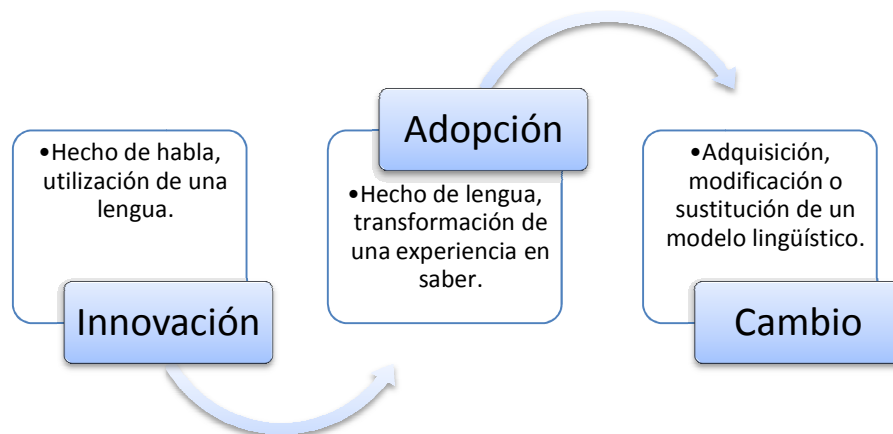 •Hecho de habla,
utilización de una
lengua.
Innovación
Adopción
•Hecho de lengua,
transformación de
una experiencia en
saber.
•Adquisición,
modificación o
sustitución de un
modelo lingüístico.
Cambio